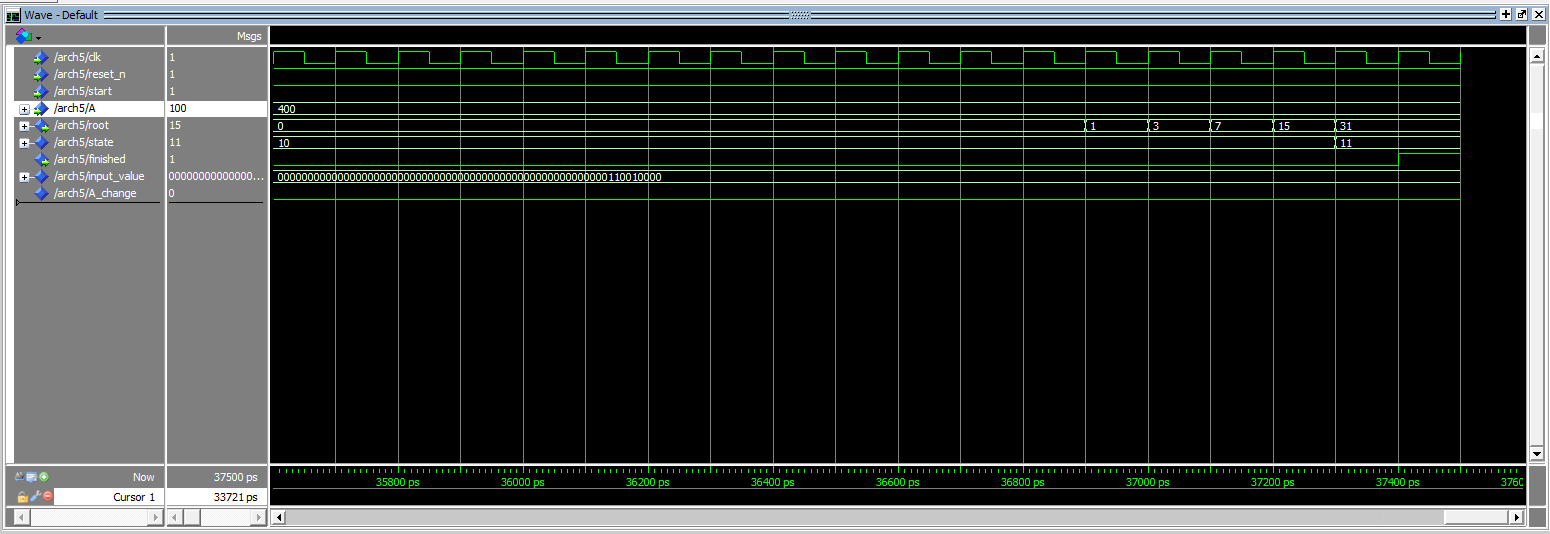 Wave - Default
Msgs
/arch5/clk 1
/arch5/reset_n 1
/arch5/start 1
/arch5/A 100 400
/arch5/root 15 0 1 3 7 15 31
/arch5/state 11 10 11
/arch5/finished 1
/arch5/input_value 00000000000000... 0000000000000000000000000000000000000000000000000000000110010000
/arch5/A_change 0
Now 37500 ps 35800 ps 36000 ps 36200 ps 36400 ps 36600 ps 36800 ps 37000 ps 37200 ps 37400 ps
Cursor 1 33721 ps